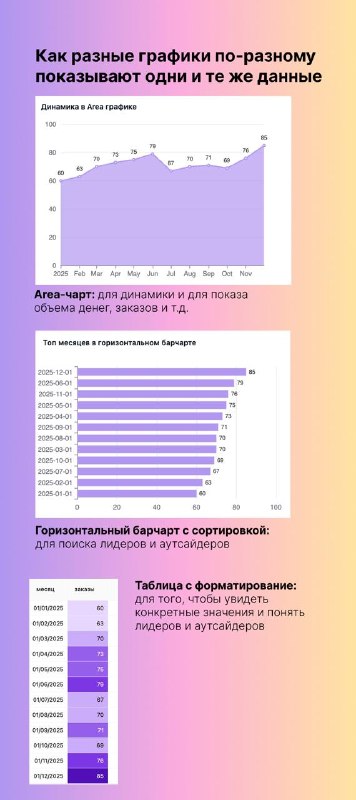 Как разные графики по-разному
показывают одни и те же данные
Динамика в Area графике
100
80
60
40
20
0
60
63
70
73
75
79
67
70
71
69
76
85
2025 Feb Mar Apr May Jun Jul Aug Sep Oct Nov
Area-чарт: для динамики и для показа
объема денег, заказов и т.д.
Топ месяцев в горизонтальном барчарте
2025-12-01 85
2025-06-01 79
2025-11-01 76
2025-05-01 75
2025-04-01 73
2025-09-01 71
2025-08-01 70
2025-03-01 70
2025-10-01 69
2025-07-01 67
2025-02-01 63
2025-01-01 60
0 20 40 60 80 100
Горизонтальный барчарт с сортировкой:
для поиска лидеров и аутсайдеров
Таблица с форматирование:
для того, чтобы увидеть
конкретные значения и понять
лидеров и аутсайдеров
месяц заказы
01/01/2025 60
01/02/2025 63
01/03/2025 70
01/04/2025 73
01/05/2025 75
01/06/2025 79
01/07/2025 67
01/08/2025 70
01/09/2025 71
01/10/2025 69
01/11/2025 76
01/12/2025 85